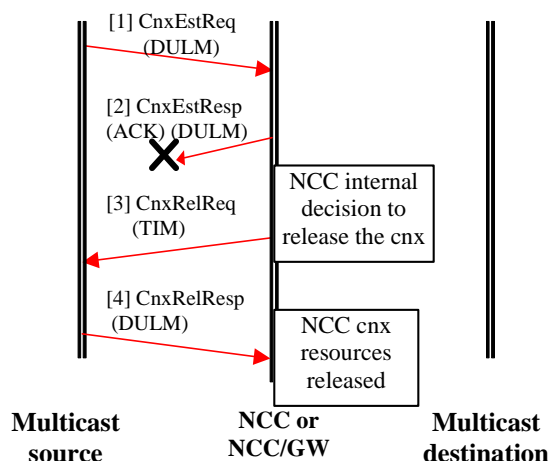 [1] CnxEstReq
(DULM)
[2] CnxEstResp
(ACK) (DULM)
NCC internal
decision to
release the cnx
[3] CnxRelReq
(TIM)
[4] CnxRelResp
(DULM)
NCC cnx
resources
released
Multicast
source
NCC or
NCC/GW
Multicast
destination